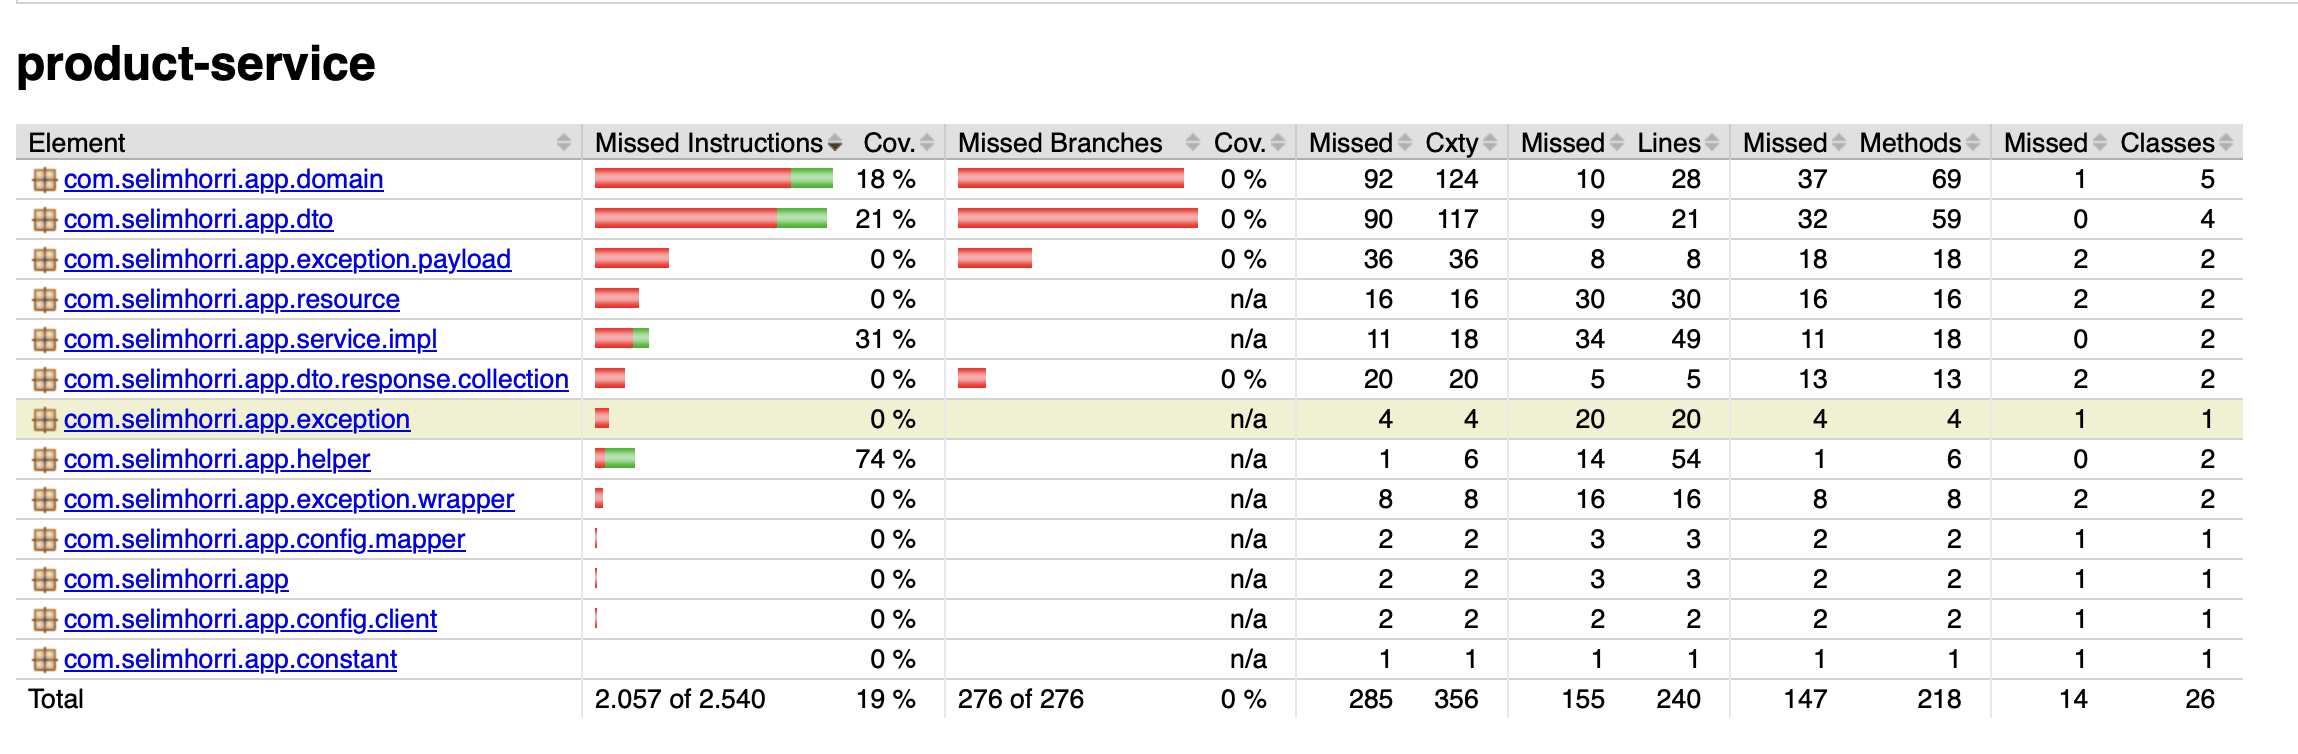 product-service
Element Missed Instructions Cov. Missed Branches Cov. Missed Cxty Missed Lines Missed Methods Missed Classes
com.selimhorri.app.domain 18 % 0 % 92 124 10 28 37 69 1 5
com.selimhorri.app.dto 21 % 0 % 90 117 9 21 32 59 0 4
com.selimhorri.app.exception.payload 0 % 0 % 36 36 8 8 18 18 2 2
com.selimhorri.app.resource 0 % n/a 16 16 30 30 16 16 2 2
com.selimhorri.app.service.impl 31 % n/a 11 18 34 49 11 18 0 2
com.selimhorri.app.dto.response.collection 0 % 0 % 20 20 5 5 13 13 2 2
com.selimhorri.app.exception 0 % n/a 4 4 20 20 4 4 1 1
com.selimhorri.app.helper 74 % n/a 1 6 14 54 1 6 0 2
com.selimhorri.app.exception.wrapper 0 % n/a 8 8 16 16 8 8 2 2
com.selimhorri.app.config.mapper 0 % n/a 2 2 3 3 2 2 1 1
com.selimhorri.app 0 % n/a 2 2 3 3 2 2 1 1
com.selimhorri.app.config.client 0 % n/a 2 2 2 2 2 2 1 1
com.selimhorri.app.constant 0 % n/a 1 1 1 1 1 1 1 1
Total 2.057 of 2.540 19 % 276 of 276 0 % 285 356 155 240 147 218 14 26